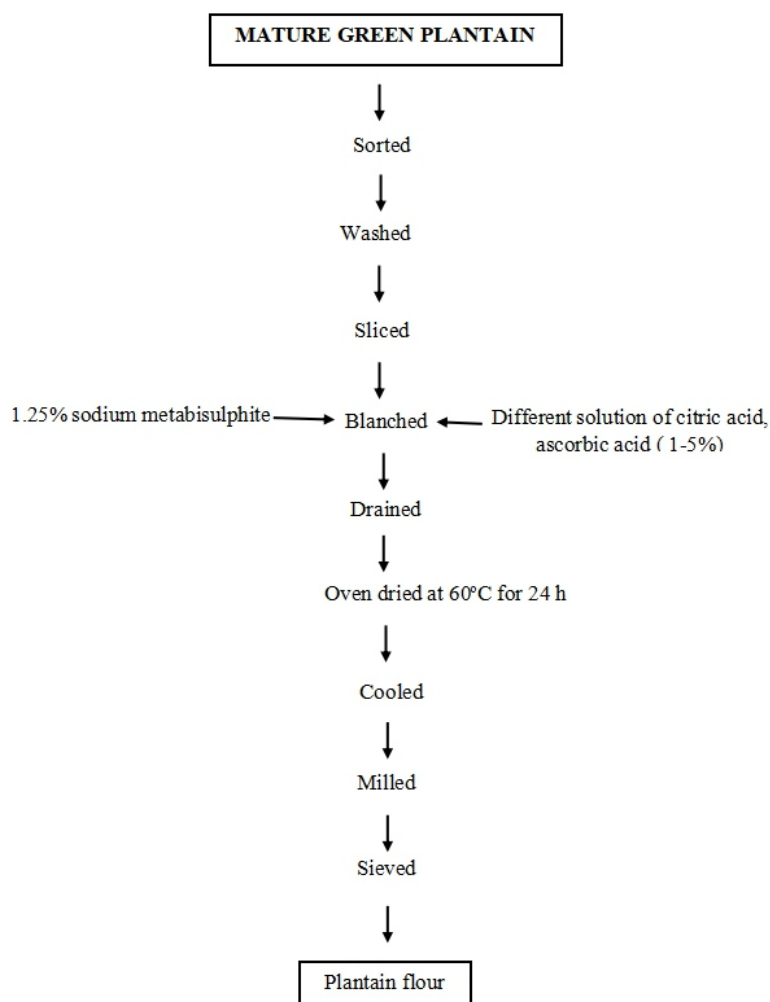 MATURE GREEN PLANTAIN
Sorted
Washed
Sliced
1.25% sodium metabisulphite
Blanched
Different solution of citric acid,
ascorbic acid ( 1-5%)
Drained
Oven dried at 60°C for 24 h
Cooled
Milled
Sieved
Plantain flour